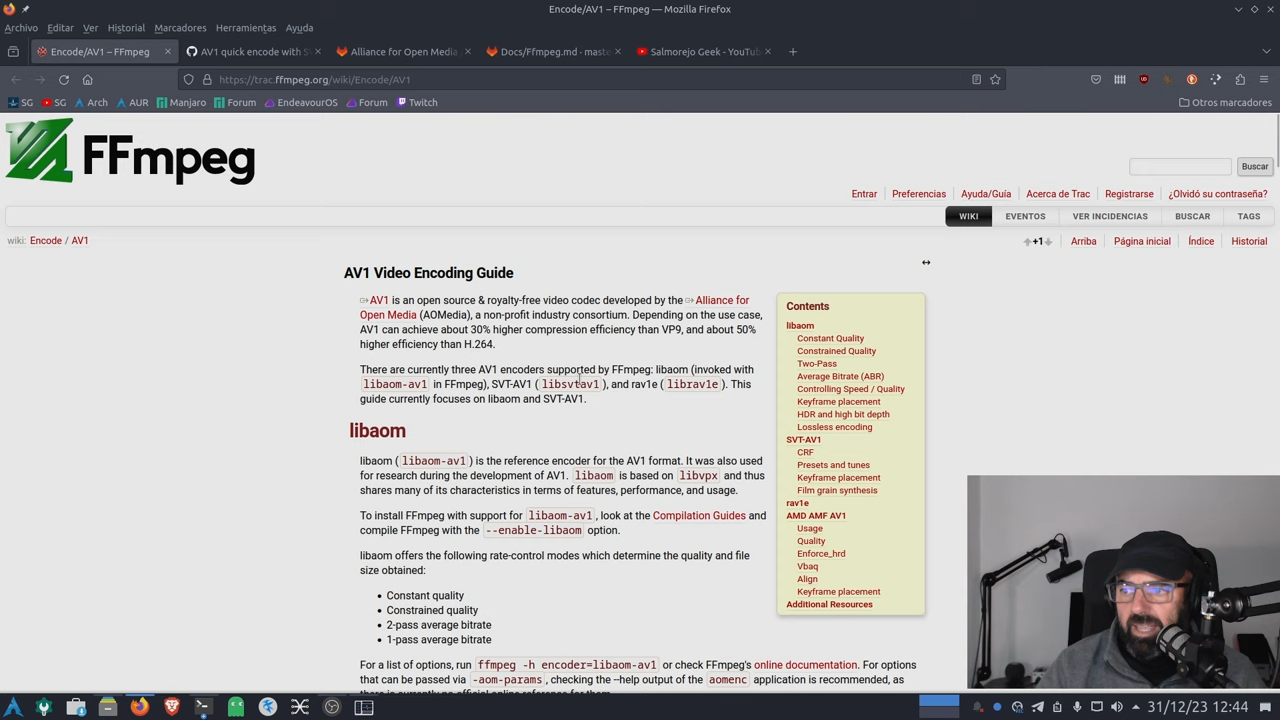 Encode/AV1 – FFmpeg — Mozilla Firefox
Archivo Editar Ver Historial Marcadores Herramientas Ayuda
Encode/AV1 – FFmpeg
AV1 quick encode with S
Alliance for Open Media
Docs/Ffmpeg.md · maste
Salmorejo Geek - YouTub
https://trac.ffmpeg.org/wiki/Encode/AV1
SG SG Arch AUR Manjaro Forum EndeavourOS Forum Twitch Otros marcadores
FFmpeg
Buscar
Entrar Preferencias Ayuda/Guía Acerca de Trac Registrarse ¿Olvidó su contraseña?
WIKI EVENTOS VER INCIDENCIAS BUSCAR TAGS
wiki: Encode / AV1
+1 Arriba Página inicial Índice Historial
AV1 Video Encoding Guide
AV1 is an open source & royalty-free video codec developed by the Alliance for
Open Media (AOMedia), a non-profit industry consortium. Depending on the use case,
AV1 can achieve about 30% higher compression efficiency than VP9, and about 50%
higher efficiency than H.264.
There are currently three AV1 encoders supported by FFmpeg: libaom (invoked with
libaom-av1 in FFmpeg), SVT-AV1 ( libsvtav1 ), and rav1e ( librav1e ). This
guide currently focuses on libaom and SVT-AV1.
libaom
libaom ( libaom-av1 ) is the reference encoder for the AV1 format. It was also used
for research during the development of AV1. libaom is based on libvpx and thus
shares many of its characteristics in terms of features, performance, and usage.
To install FFmpeg with support for libaom-av1 , look at the Compilation Guides and
compile FFmpeg with the --enable-libaom option.
libaom offers the following rate-control modes which determine the quality and file
size obtained:
Constant quality
Constrained quality
2-pass average bitrate
1-pass average bitrate
For a list of options, run ffmpeg -h encoder=libaom-av1 or check FFmpeg's online documentation. For options
that can be passed via -aom-params , checking the --help output of the aomenc application is recommended, as
there is currently no official online reference for them.
Contents
libaom
Constant Quality
Constrained Quality
Two-Pass
Average Bitrate (ABR)
Controlling Speed / Quality
Keyframe placement
HDR and high bit depth
Lossless encoding
SVT-AV1
CRF
Presets and tunes
Keyframe placement
Film grain synthesis
rav1e
AMD AMF AV1
Usage
Quality
Enforce_hrd
Vbaq
Align
Keyframe placement
Additional Resources
31/12/23 12:44